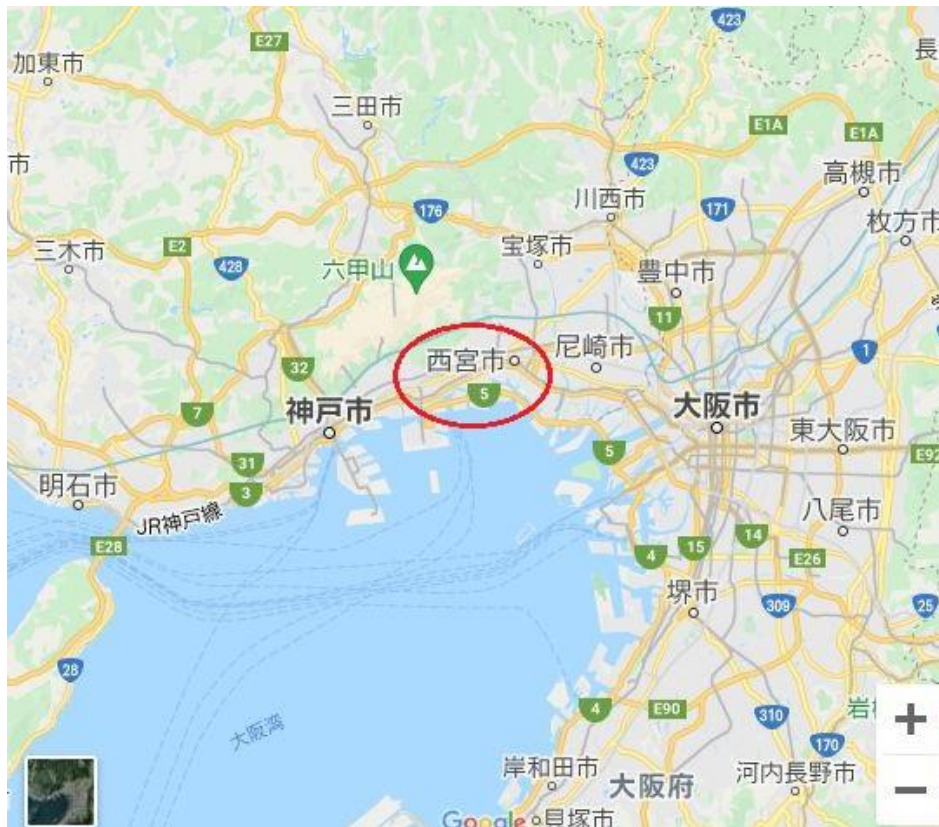 423
E27
長
加東市
三田市
E1A
E1A
市
423
高槻市
川西市
176
171
枚方市
三木市
E2
428
六甲山
宝塚市
豊中市
11
1
32
西宮市
尼崎市
5
7
神戸市
大阪市
東大阪市
31
5
E92
明石市
3
JR神戸線
八尾市
E28
4
15
14
E26
堺市
309
25
28
大阪湾
4
E90
310
岩
+
170
岸和田市
大阪府
河内長野市
−
Google
貝塚市